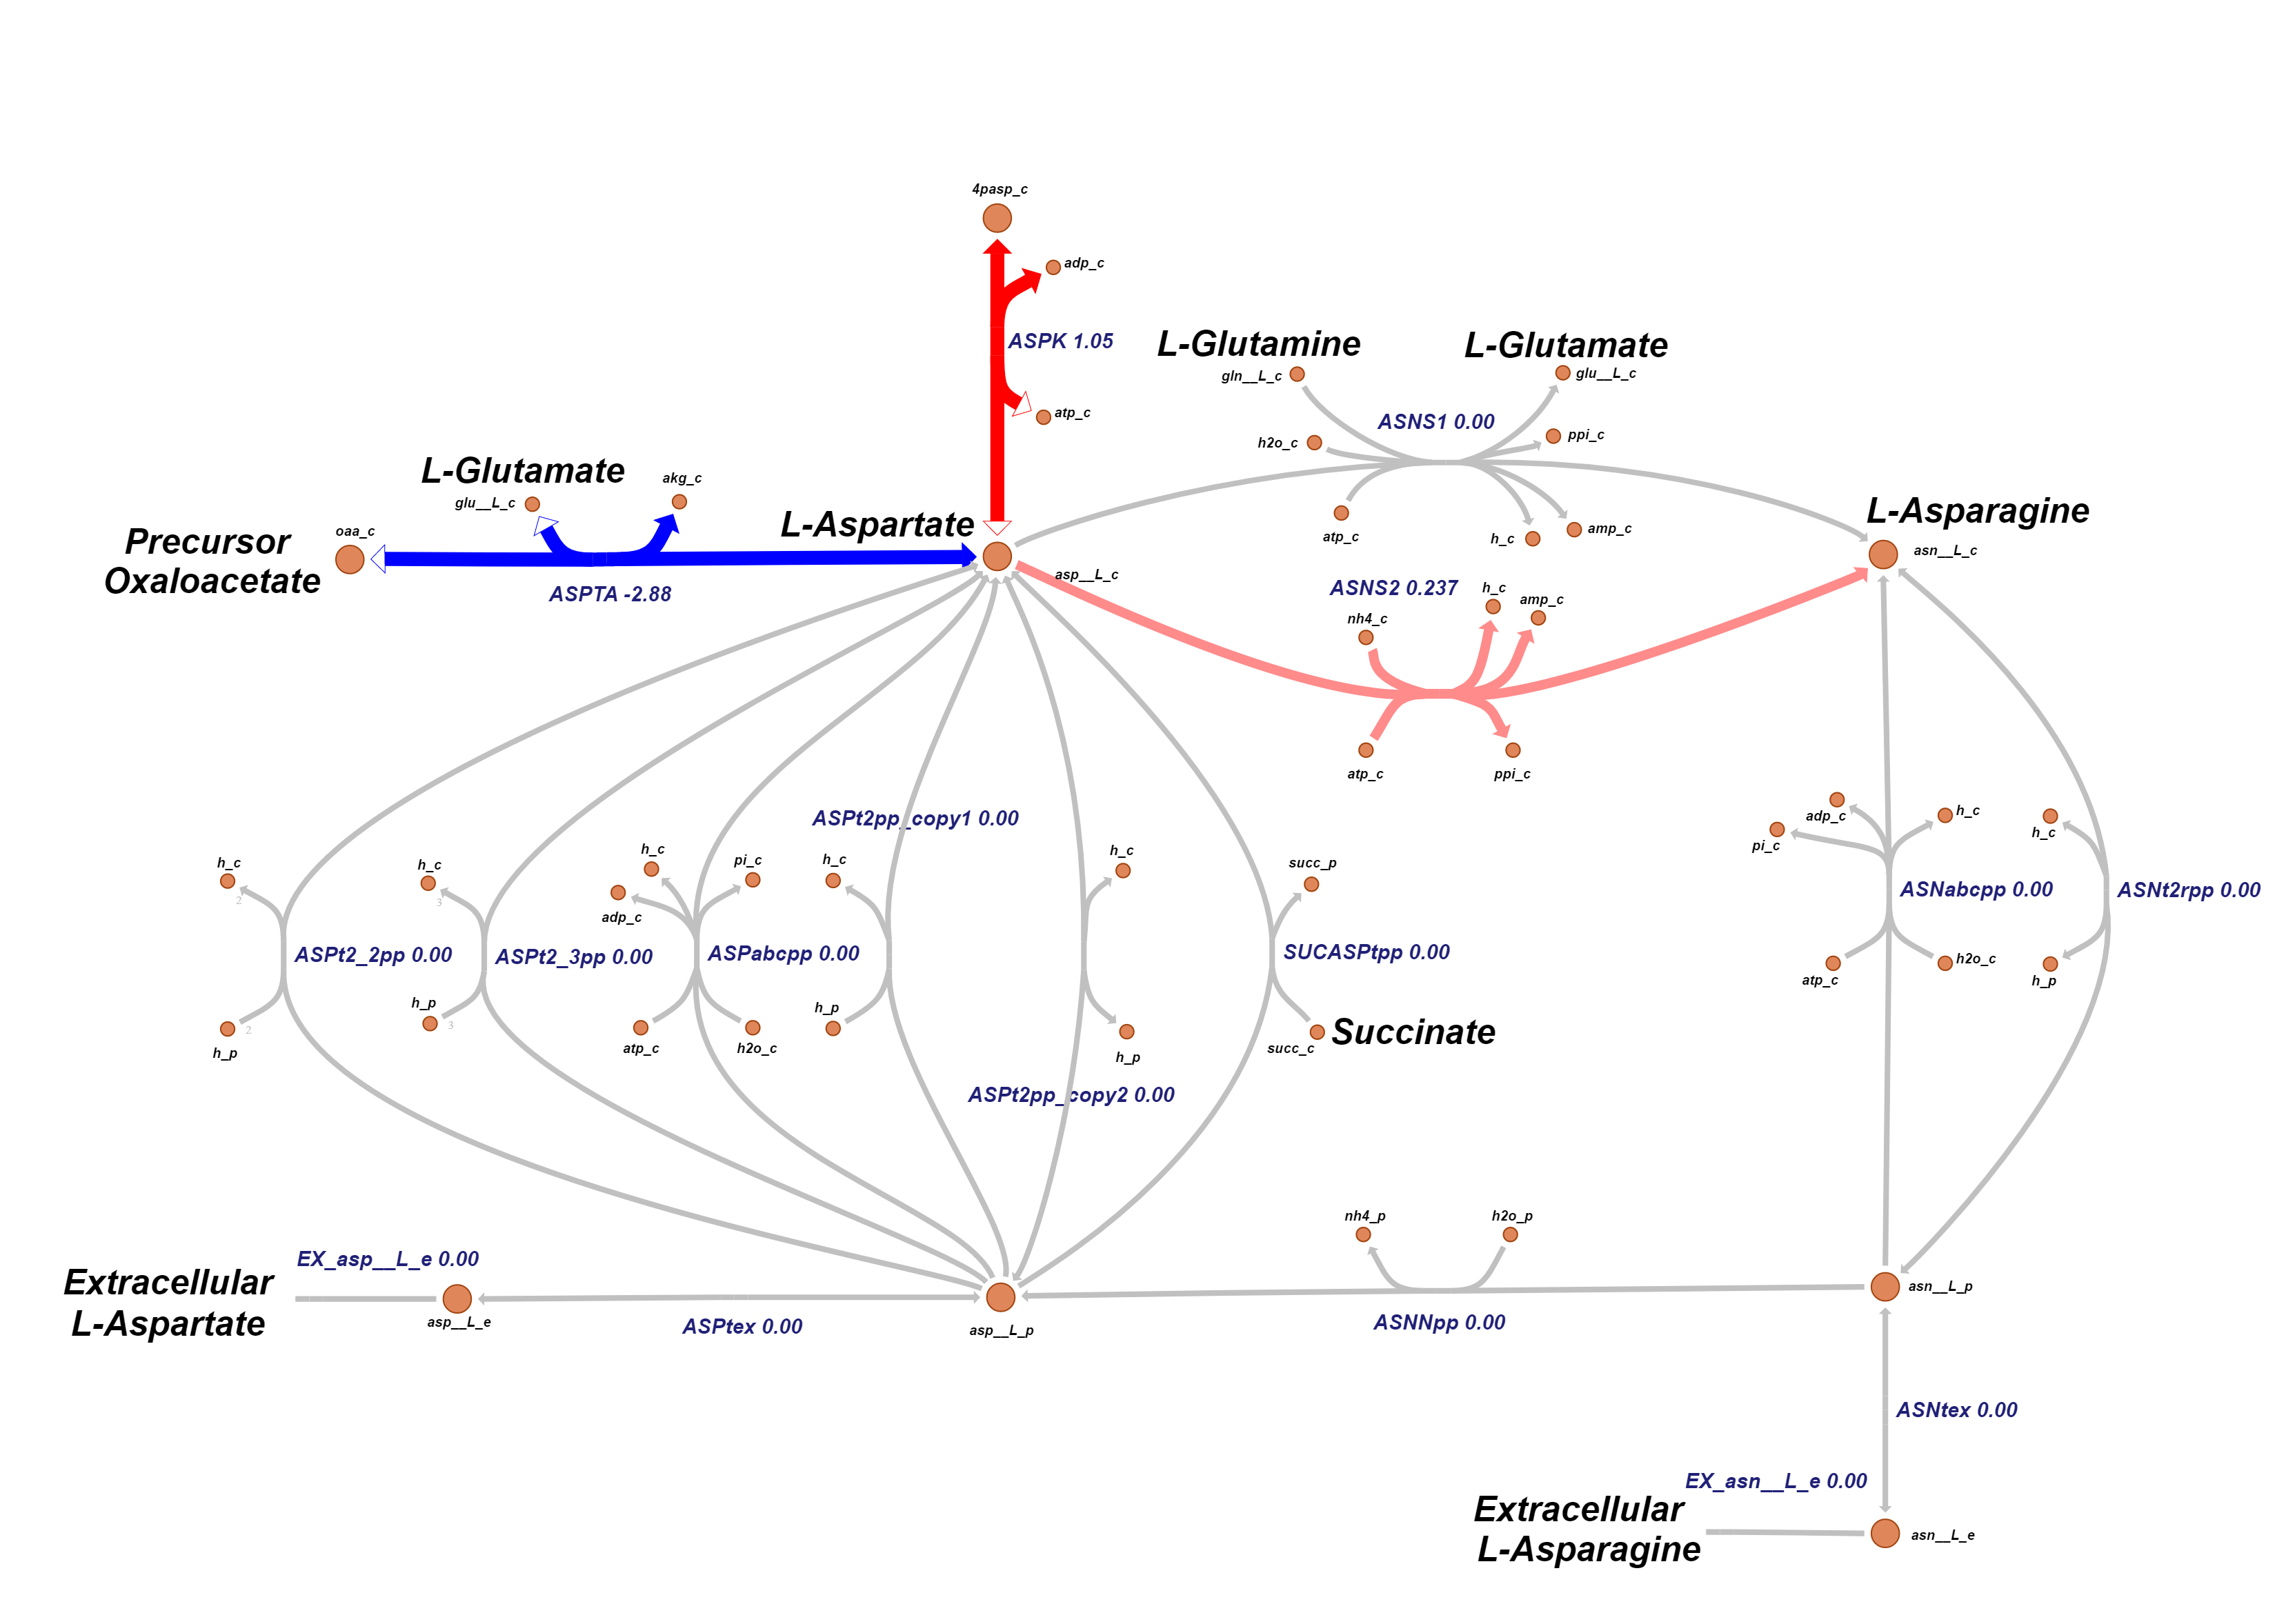 4pasp_c
adp_c
ASPK 1.05
atp_c
L-Glutamine
L-Glutamate
gln__L_c
glu__L_c
ASNS1 0.00
h2o_c
ppi_c
atp_c
h_c
amp_c
L-Glutamate
akg_c
glu__L_c
Precursor
Oxaloacetate
oaa_c
L-Aspartate
ASPTA -2.88
asp__L_c
L-Asparagine
asn__L_c
ASNS2 0.237
h_c
amp_c
nh4_c
atp_c
ppi_c
ASPt2pp_copy1 0.00
h_c
2
h_c
3
h_c
adp_c
pi_c
h_c
h_c
succ_p
adp_c
pi_c
h_c
h_c
ASPt2_2pp 0.00
ASPt2_3pp 0.00
ASPabcpp 0.00
SUCASPtpp 0.00
ASNabcpp 0.00
ASNt2rpp 0.00
atp_c
h2o_c
h_p
h_p
2
h_p
3
atp_c
h2o_c
h_p
h_p
succ_c
Succinate
ASPt2pp_copy2 0.00
nh4_p
h2o_p
EX_asp__L_e 0.00
Extracellular
L-Aspartate
asp__L_e
ASPtex 0.00
asp__L_p
ASNNpp 0.00
asn__L_p
ASNtex 0.00
EX_asn__L_e 0.00
Extracellular
L-Asparagine
asn__L_e